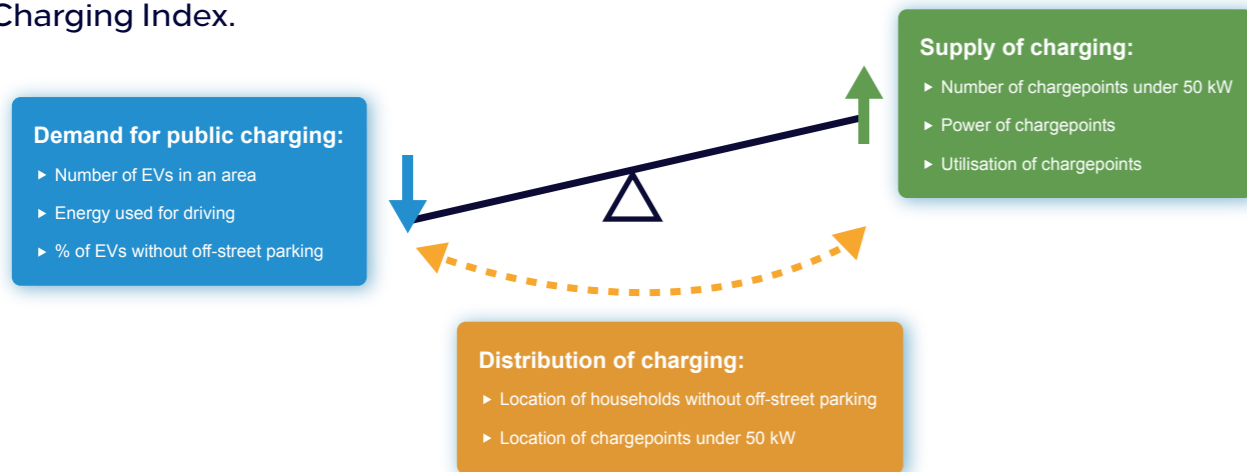 Charging Index.
Demand for public charging:
▸ Number of EVs in an area
▸ Energy used for driving
▸ % of EVs without off-street parking
Supply of charging:
▸ Number of chargepoints under 50 kW
▸ Power of chargepoints
▸ Utilisation of chargepoints
Distribution of charging:
▸ Location of households without off-street parking
▸ Location of chargepoints under 50 kW